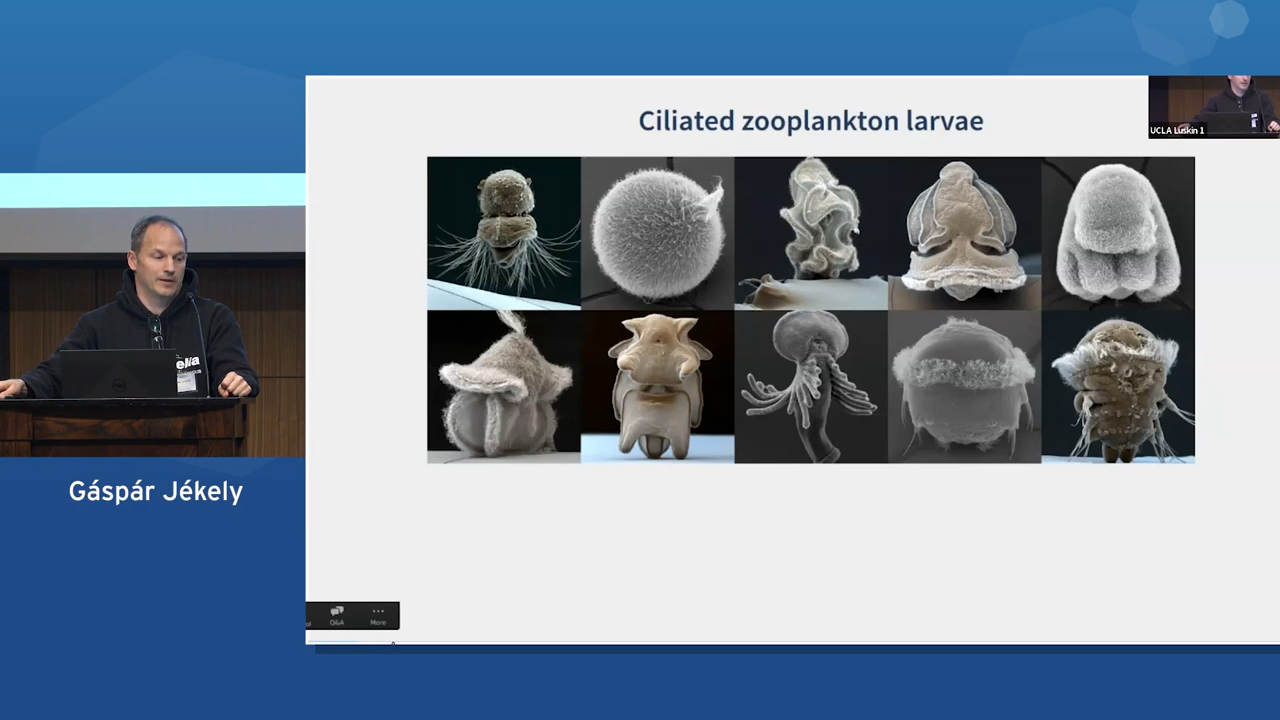 Ciliated zooplankton larvae
UCLA Luskin 1
Gáspár Jékely
Q&A
More